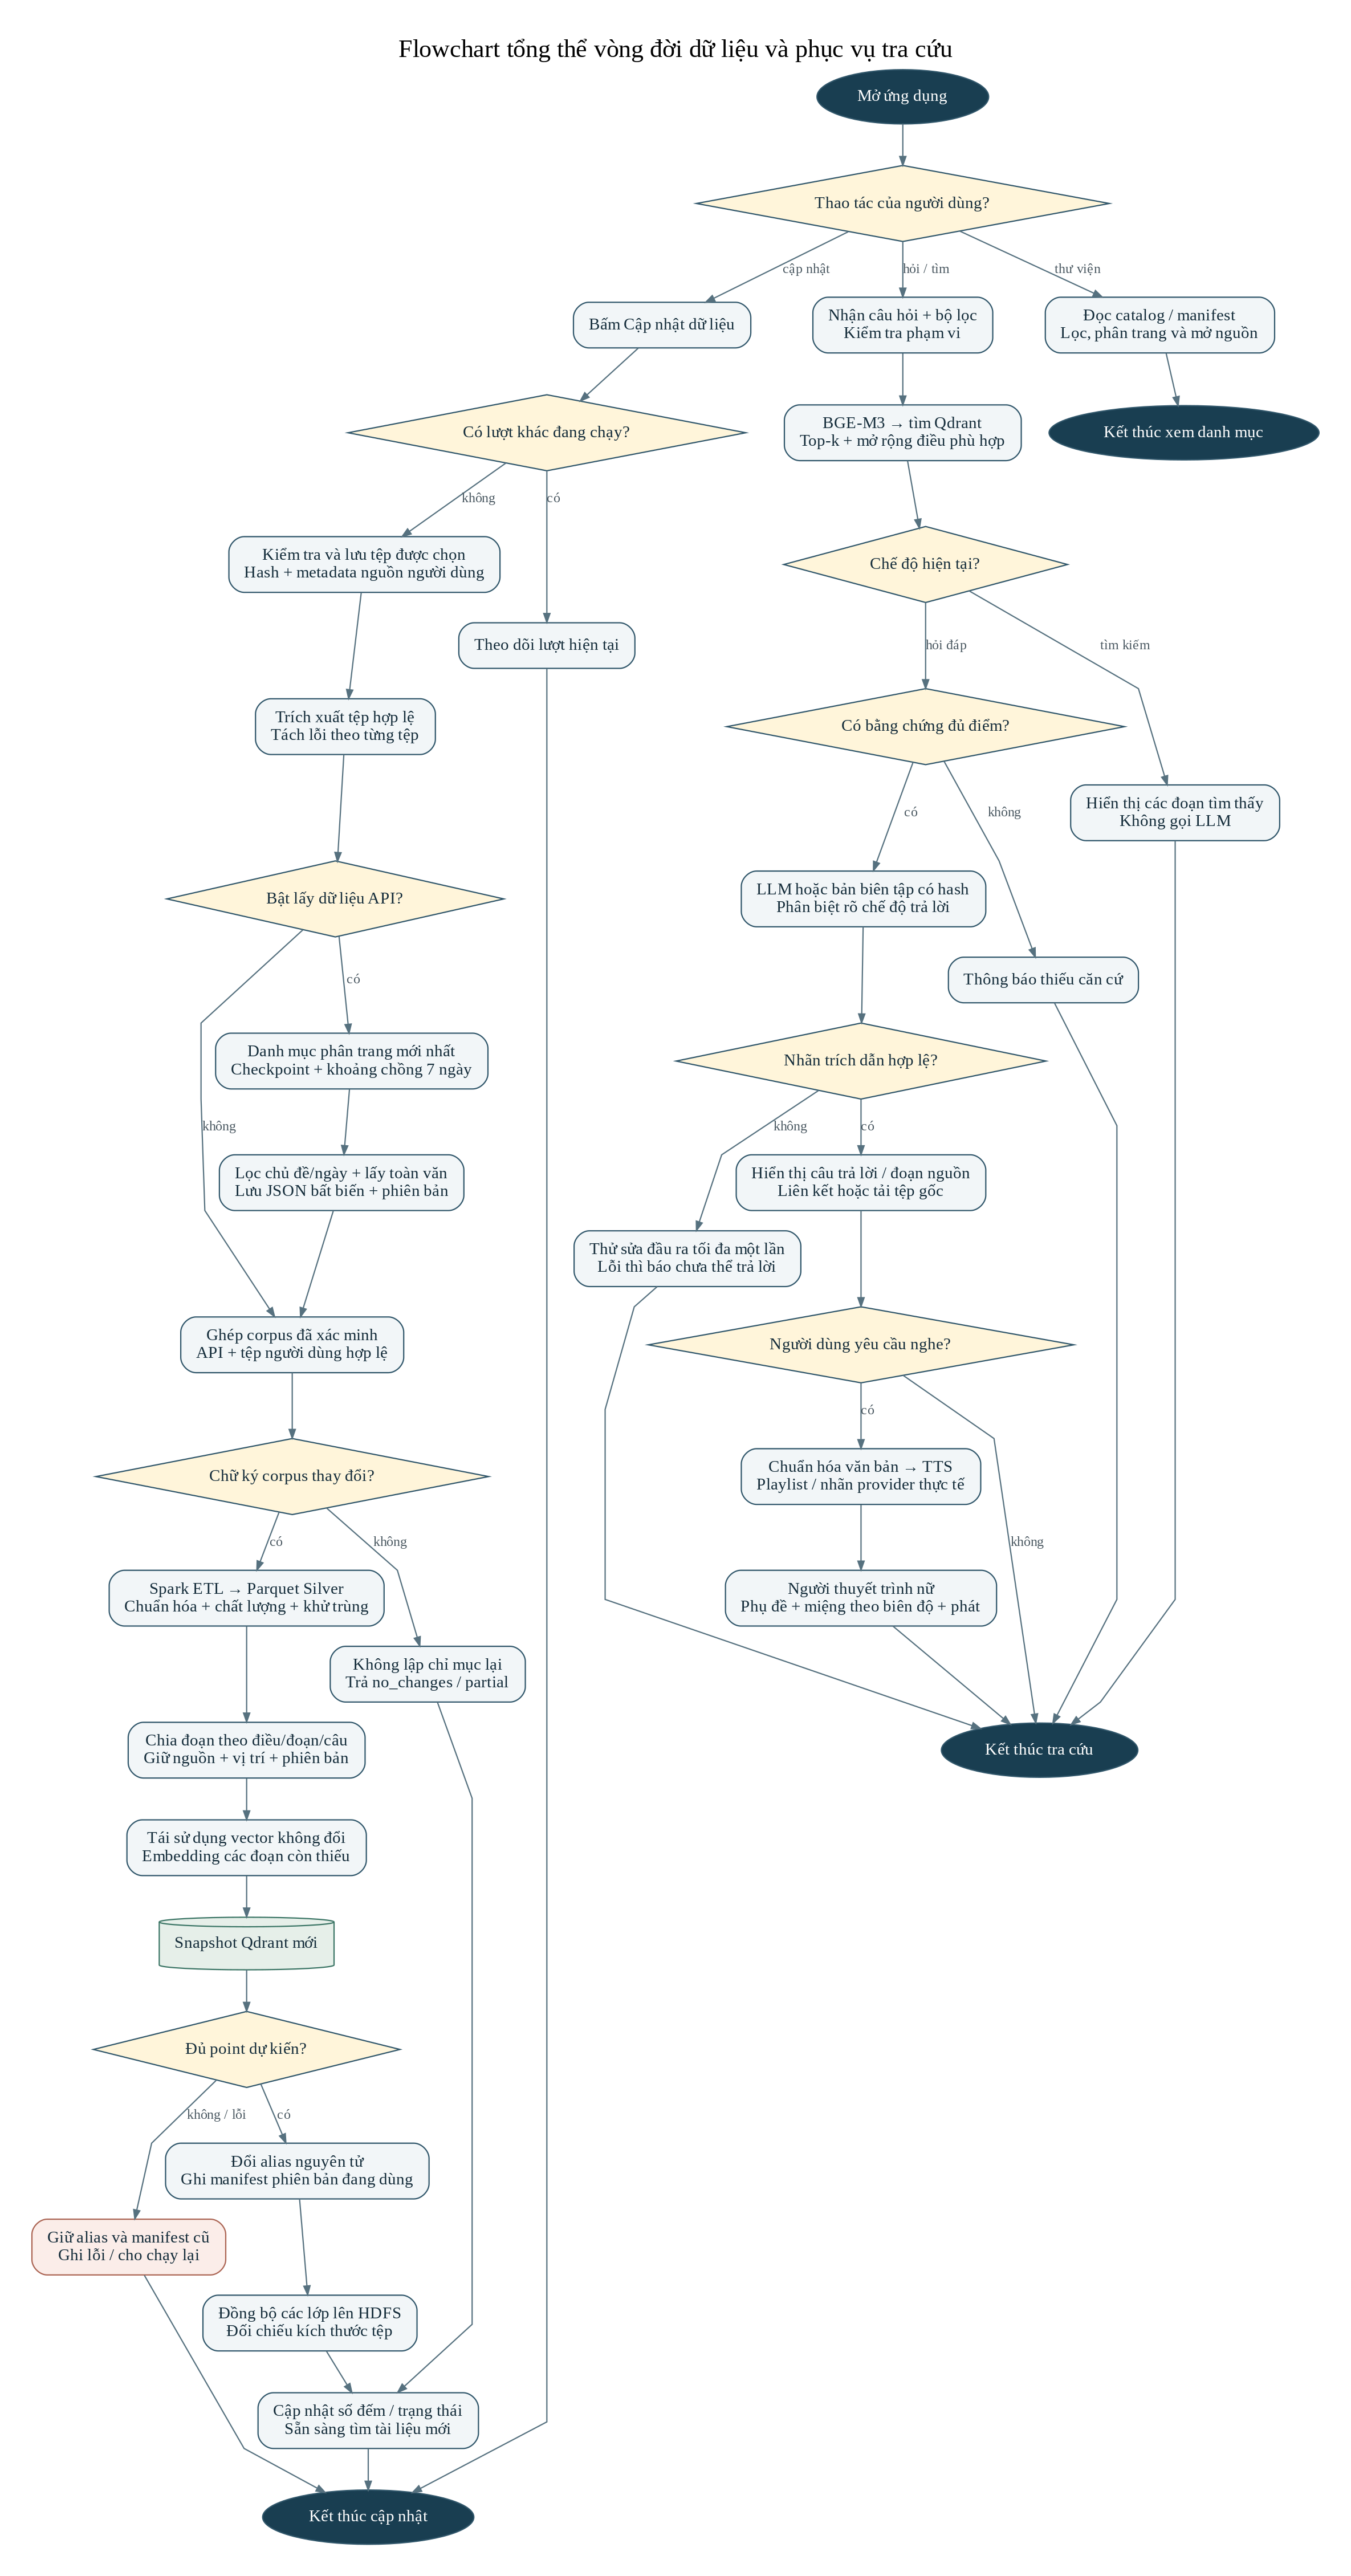 Flowchart tổng thể vòng đời dữ liệu và phục vụ tra cứu
Mở ứng dụng
Thao tác của người dùng?
cập nhật
hỏi / tìm
thư viện
Bấm Cập nhật dữ liệu
Nhận câu hỏi + bộ lọc
Kiểm tra phạm vi
Đọc catalog / manifest
Lọc, phân trang và mở nguồn
Có lượt khác đang chạy?
BGE-M3 → tìm Qdrant
Top-k + mở rộng điều phù hợp
Kết thúc xem danh mục
không
có
Kiểm tra và lưu tệp được chọn
Hash + metadata nguồn người dùng
Chế độ hiện tại?
Theo dõi lượt hiện tại
hỏi đáp
tìm kiếm
Trích xuất tệp hợp lệ
Tách lỗi theo từng tệp
Có bằng chứng đủ điểm?
Hiển thị các đoạn tìm thấy
Không gọi LLM
có
không
Bật lấy dữ liệu API?
LLM hoặc bản biên tập có hash
Phân biệt rõ chế độ trả lời
có
Thông báo thiếu căn cứ
Danh mục phân trang mới nhất
Checkpoint + khoảng chồng 7 ngày
Nhãn trích dẫn hợp lệ?
không
không
có
Lọc chủ đề/ngày + lấy toàn văn
Lưu JSON bất biến + phiên bản
Hiển thị câu trả lời / đoạn nguồn
Liên kết hoặc tải tệp gốc
Thử sửa đầu ra tối đa một lần
Lỗi thì báo chưa thể trả lời
Ghép corpus đã xác minh
API + tệp người dùng hợp lệ
Người dùng yêu cầu nghe?
có
Chữ ký corpus thay đổi?
Chuẩn hóa văn bản → TTS
Playlist / nhãn provider thực tế
có
không
không
Spark ETL → Parquet Silver
Chuẩn hóa + chất lượng + khử trùng
Người thuyết trình nữ
Phụ đề + miệng theo biên độ + phát
Không lập chỉ mục lại
Trả no_changes / partial
Chia đoạn theo điều/đoạn/câu
Giữ nguồn + vị trí + phiên bản
Kết thúc tra cứu
Tái sử dụng vector không đổi
Embedding các đoạn còn thiếu
Snapshot Qdrant mới
Đủ point dự kiến?
không / lỗi
có
Đổi alias nguyên tử
Ghi manifest phiên bản đang dùng
Giữ alias và manifest cũ
Ghi lỗi / cho chạy lại
Đồng bộ các lớp lên HDFS
Đối chiếu kích thước tệp
Cập nhật số đếm / trạng thái
Sẵn sàng tìm tài liệu mới
Kết thúc cập nhật